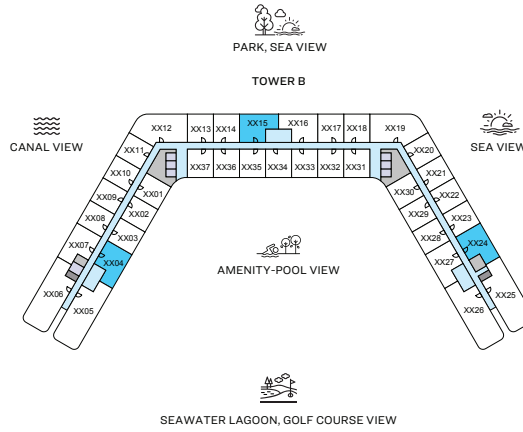 PARK, SEA VIEW
TOWER B
CANAL VIEW
SEA VIEW
XX12
XX13
XX14
XX15
XX16
XX17
XX18
XX19
XX11
XX10
XX09
XX08
XX07
XX06
XX01
XX02
XX03
XX04
XX05
XX37
XX36
XX35
XX34
XX33
XX32
XX31
XX20
XX21
XX22
XX23
XX24
XX25
XX30
XX29
XX28
XX27
XX26
AMENITY-POOL VIEW
SEAWATER LAGOON, GOLF COURSE VIEW